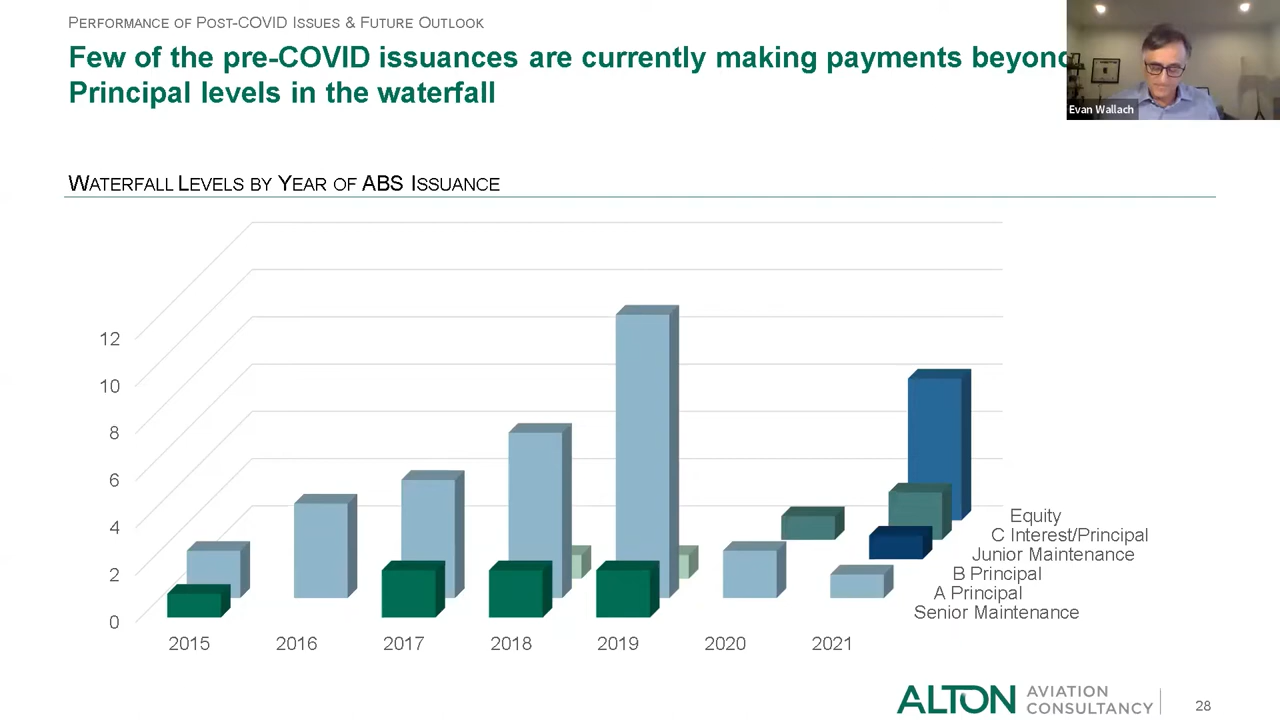 PERFORMANCE OF POST-COVID ISSUES & FUTURE OUTLOOK
Few of the pre-COVID issuances are currently making payments beyond
Principal levels in the waterfall
Evan Wallach
WATERFALL LEVELS BY YEAR OF ABS ISSUANCE
12
10
8
6
4
2
0
2015 2016 2017 2018 2019 2020 2021
Equity
C Interest/Principal
Junior Maintenance
B Principal
A Principal
Senior Maintenance
ALTON AVIATION CONSULTANCY
28